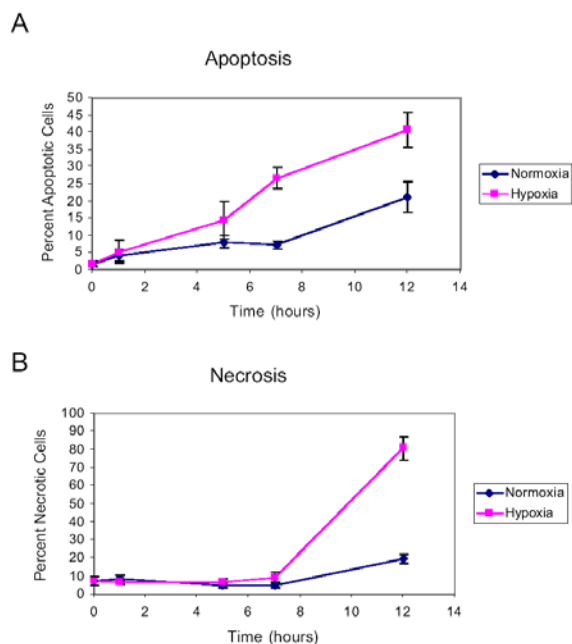 A
Apoptosis
50
45
40
35
30
25
20
15
10
5
0
Percent Apoptotic Cells
0 2 4 6 8 10 12 14
Time (hours)
Normoxia
Hypoxia
B
Necrosis
100
90
80
70
60
50
40
30
20
10
0
Percent Necrotic Cells
0 2 4 6 8 10 12 14
Time (hours)
Normoxia
Hypoxia